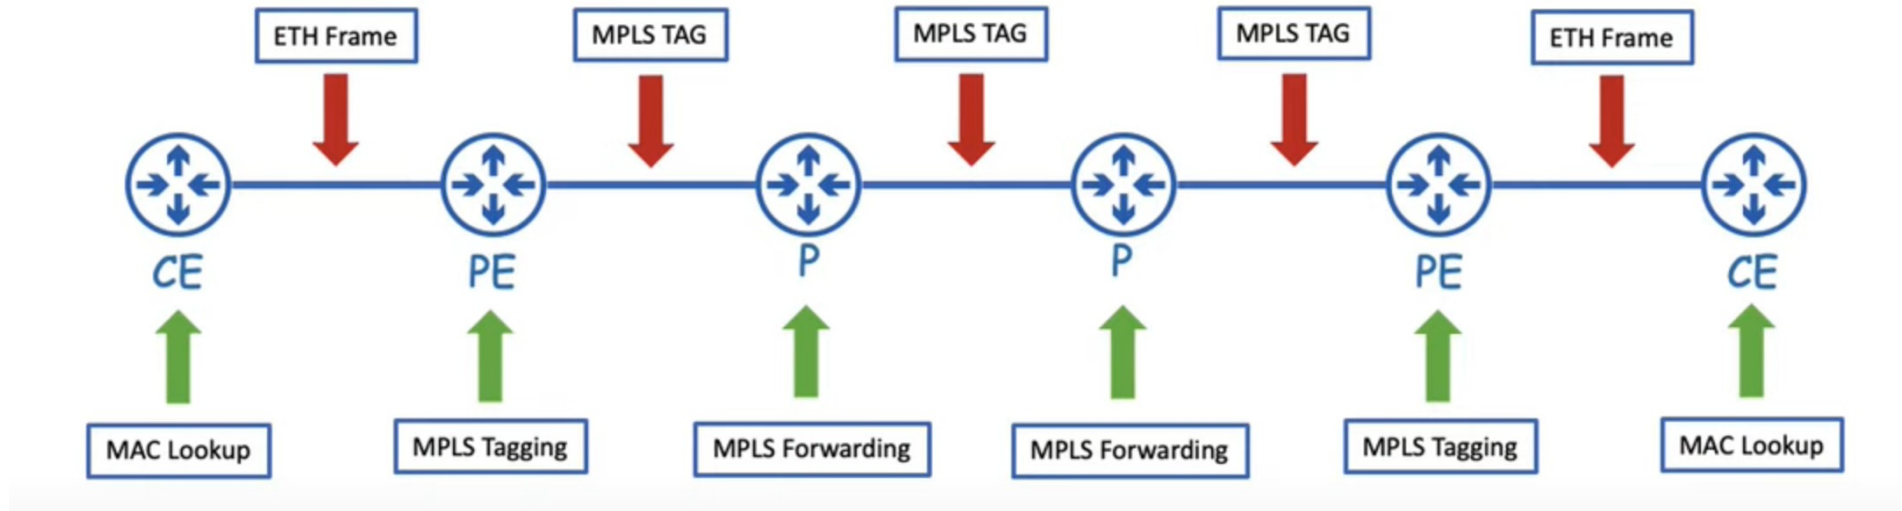 ETH Frame
MPLS TAG
MPLS TAG
MPLS TAG
ETH Frame
CE
PE
P
P
PE
CE
MAC Lookup
MPLS Tagging
MPLS Forwarding
MPLS Forwarding
MPLS Tagging
MAC Lookup